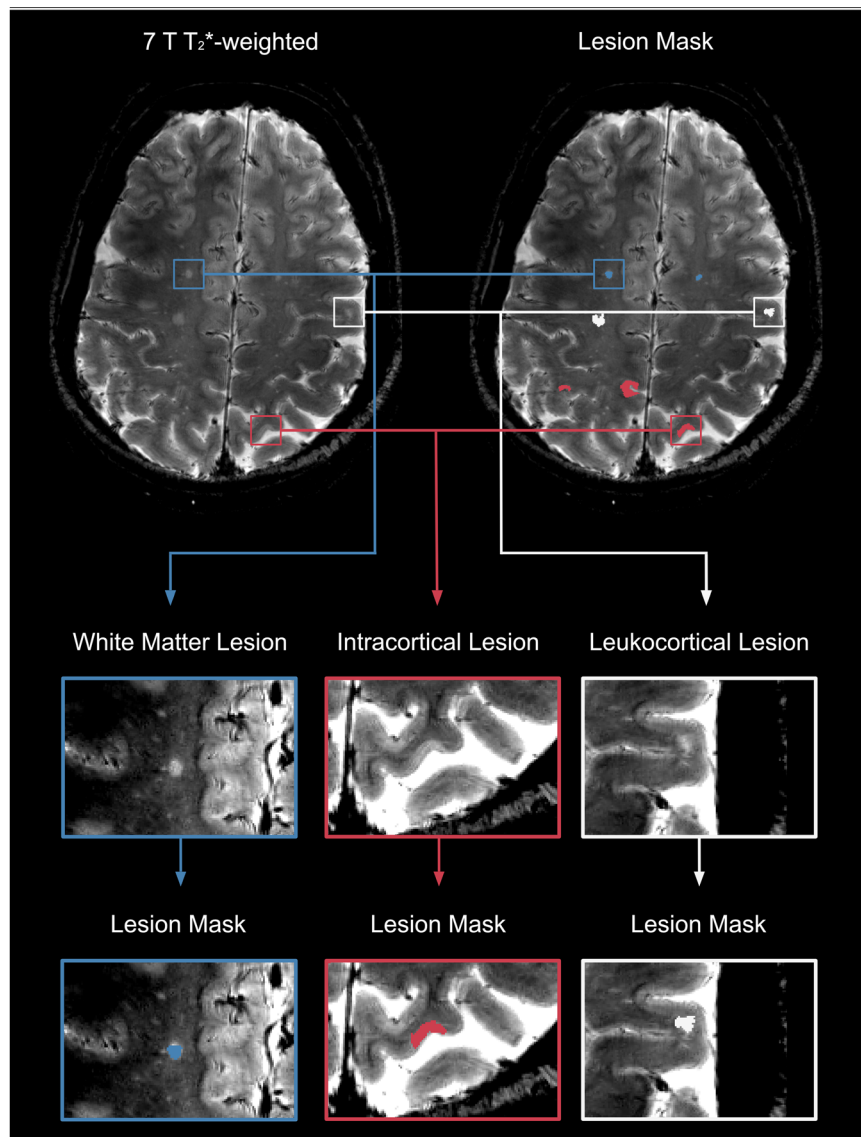 7 T T₂*-weighted
Lesion Mask
White Matter Lesion
Intracortical Lesion
Leukocortical Lesion
Lesion Mask
Lesion Mask
Lesion Mask